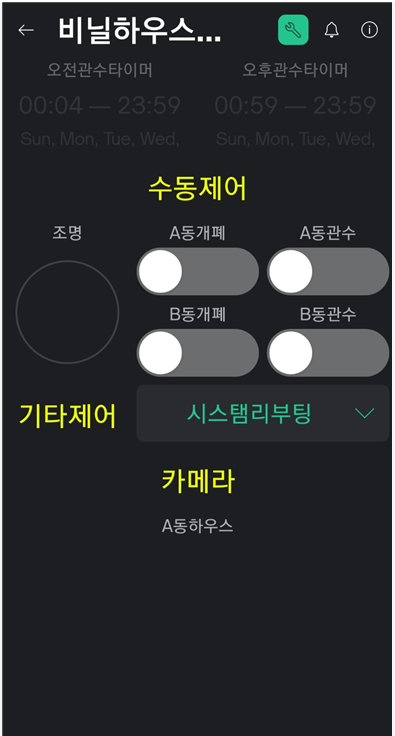 비닐하우스...
오전관수타이머 오후관수타이머
00:04 — 23:59 00:59 — 23:59
Sun, Mon, Tue, Wed, Sun, Mon, Tue, Wed,
수동제어
조명 A동개폐 A동관수
B동개폐 B동관수
기타제어 시스탬리부팅
카메라
A동하우스